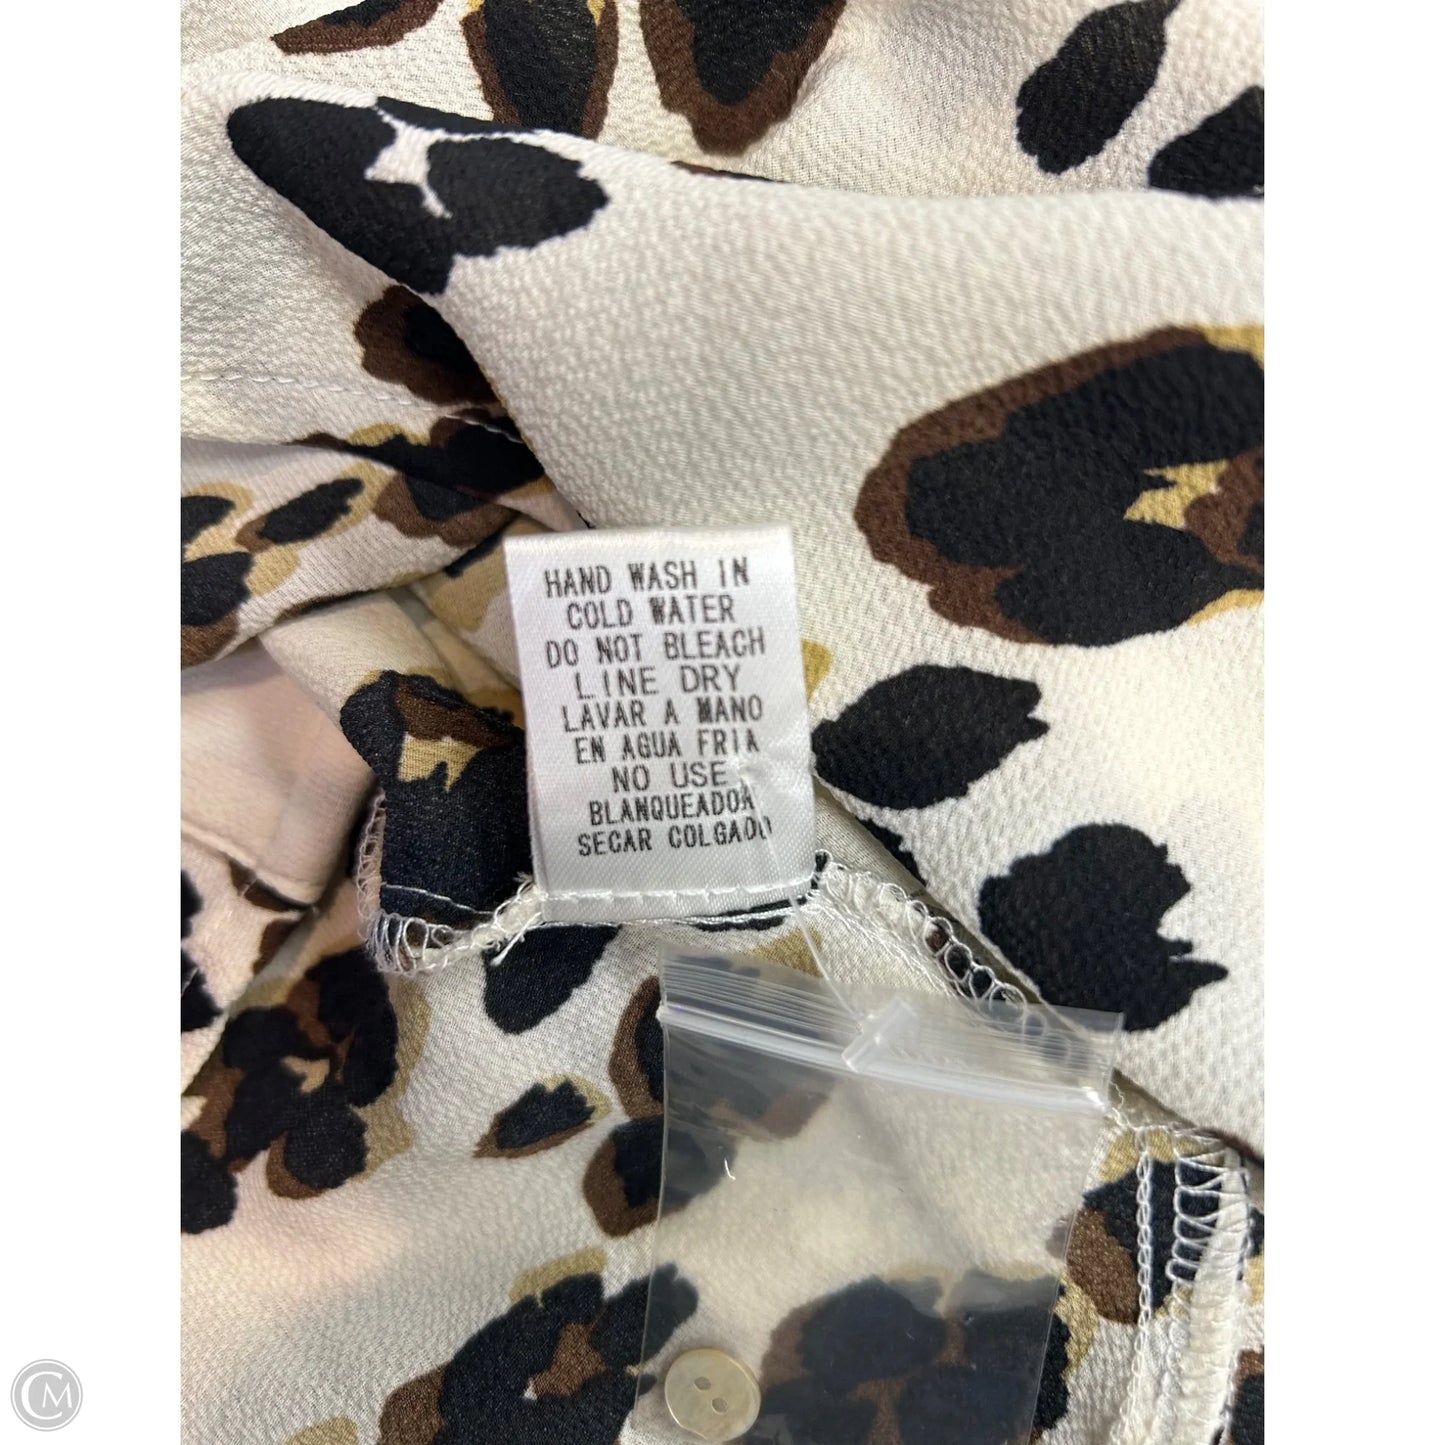 HAND WASH IN
COLD WATER
DO NOT BLEACH
LINE DRY
LAVAR A MANO
EN AGUA FRIA
NO USE
BLANQUEADOR
SECAR COLGADO
CM